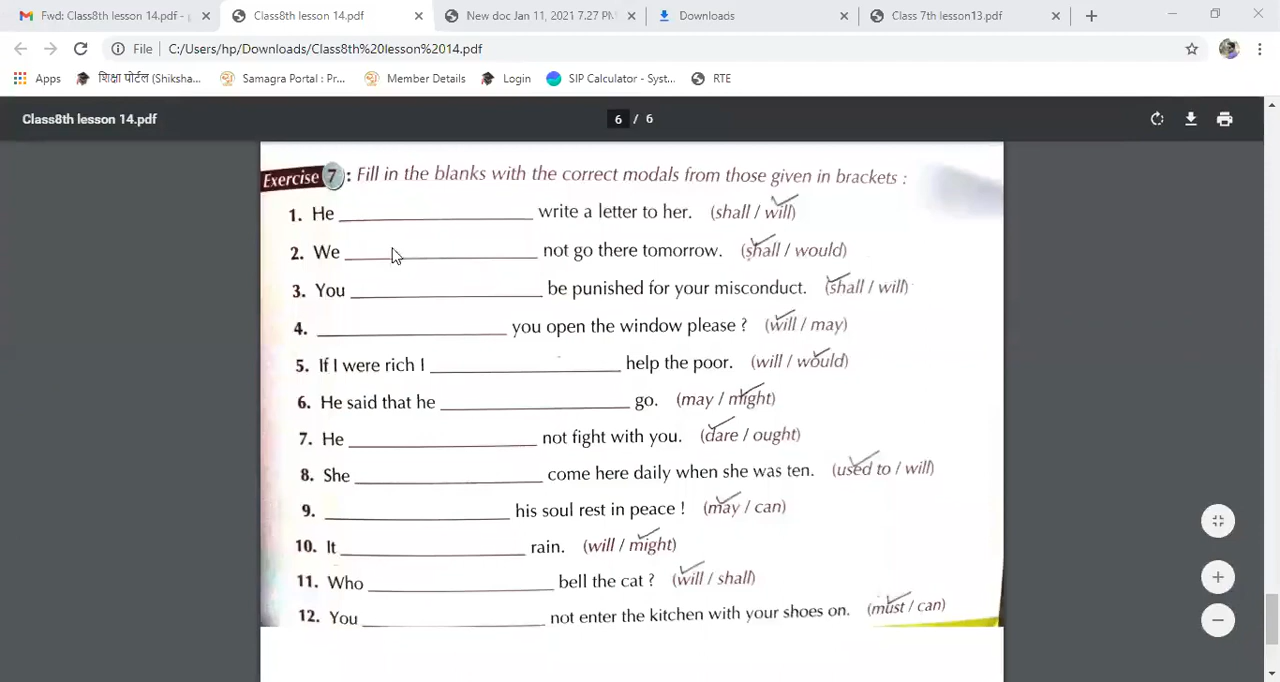 Fwd: Class8th lesson 14.pdf -
Class8th lesson 14.pdf
New doc Jan 11, 2021 7.27 PM
Downloads
Class 7th lesson13.pdf
File
C:/Users/hp/Downloads/Class8th%20lesson%2014.pdf
Apps
शिक्षा पोर्टल (Shiksha...
Samagra Portal : Pr...
Member Details
Login
SIP Calculator - Syst...
RTE
Class8th lesson 14.pdf
6 / 6
Exercise 7 : Fill in the blanks with the correct modals from those given in brackets :
1. He ____________ write a letter to her. (shall / will)
2. We ____________ not go there tomorrow. (shall / would)
3. You ____________ be punished for your misconduct. (shall / will)
4. ____________ you open the window please ? (will / may)
5. If I were rich I ____________ help the poor. (will / would)
6. He said that he ____________ go. (may / might)
7. He ____________ not fight with you. (dare / ought)
8. She ____________ come here daily when she was ten. (used to / will)
9. ____________ his soul rest in peace ! (may / can)
10. It ____________ rain. (will / might)
11. Who ____________ bell the cat ? (will / shall)
12. You ____________ not enter the kitchen with your shoes on. (must / can)